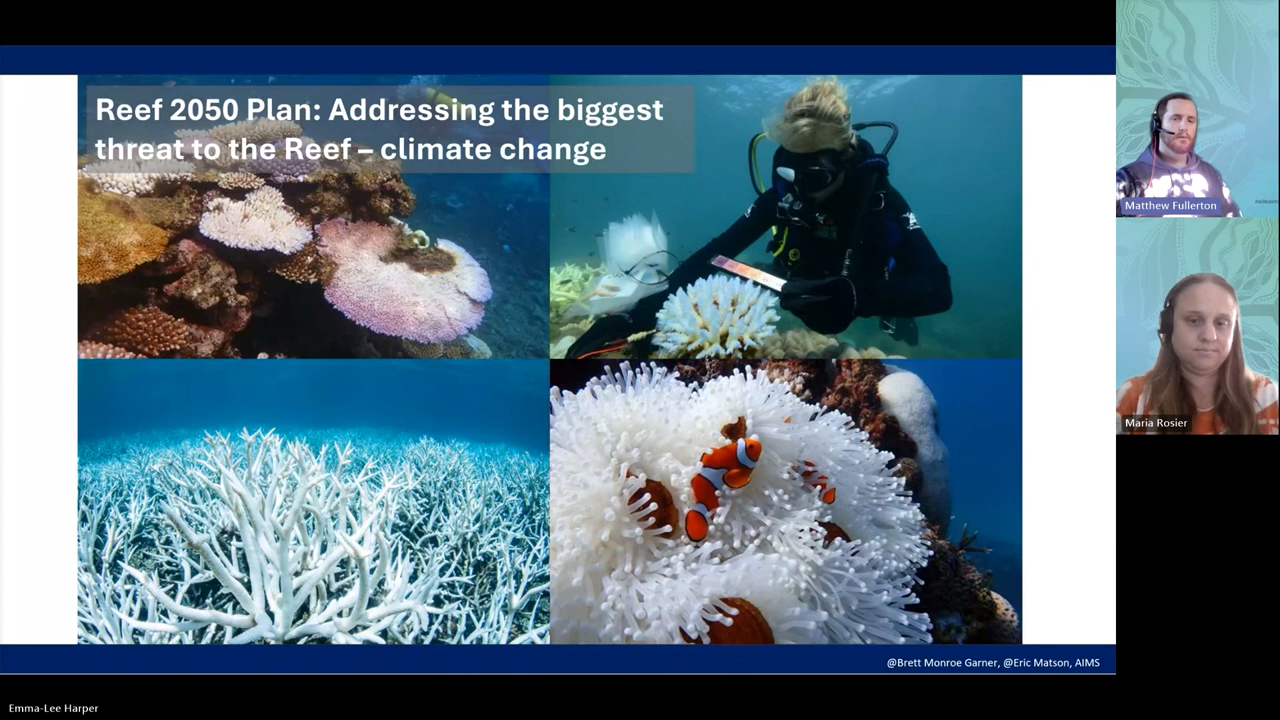 Reef 2050 Plan: Addressing the biggest
threat to the Reef – climate change
Matthew Fullerton
Maria Rosier
@Brett Monroe Garner, @Eric Matson, AIMS
Emma-Lee Harper